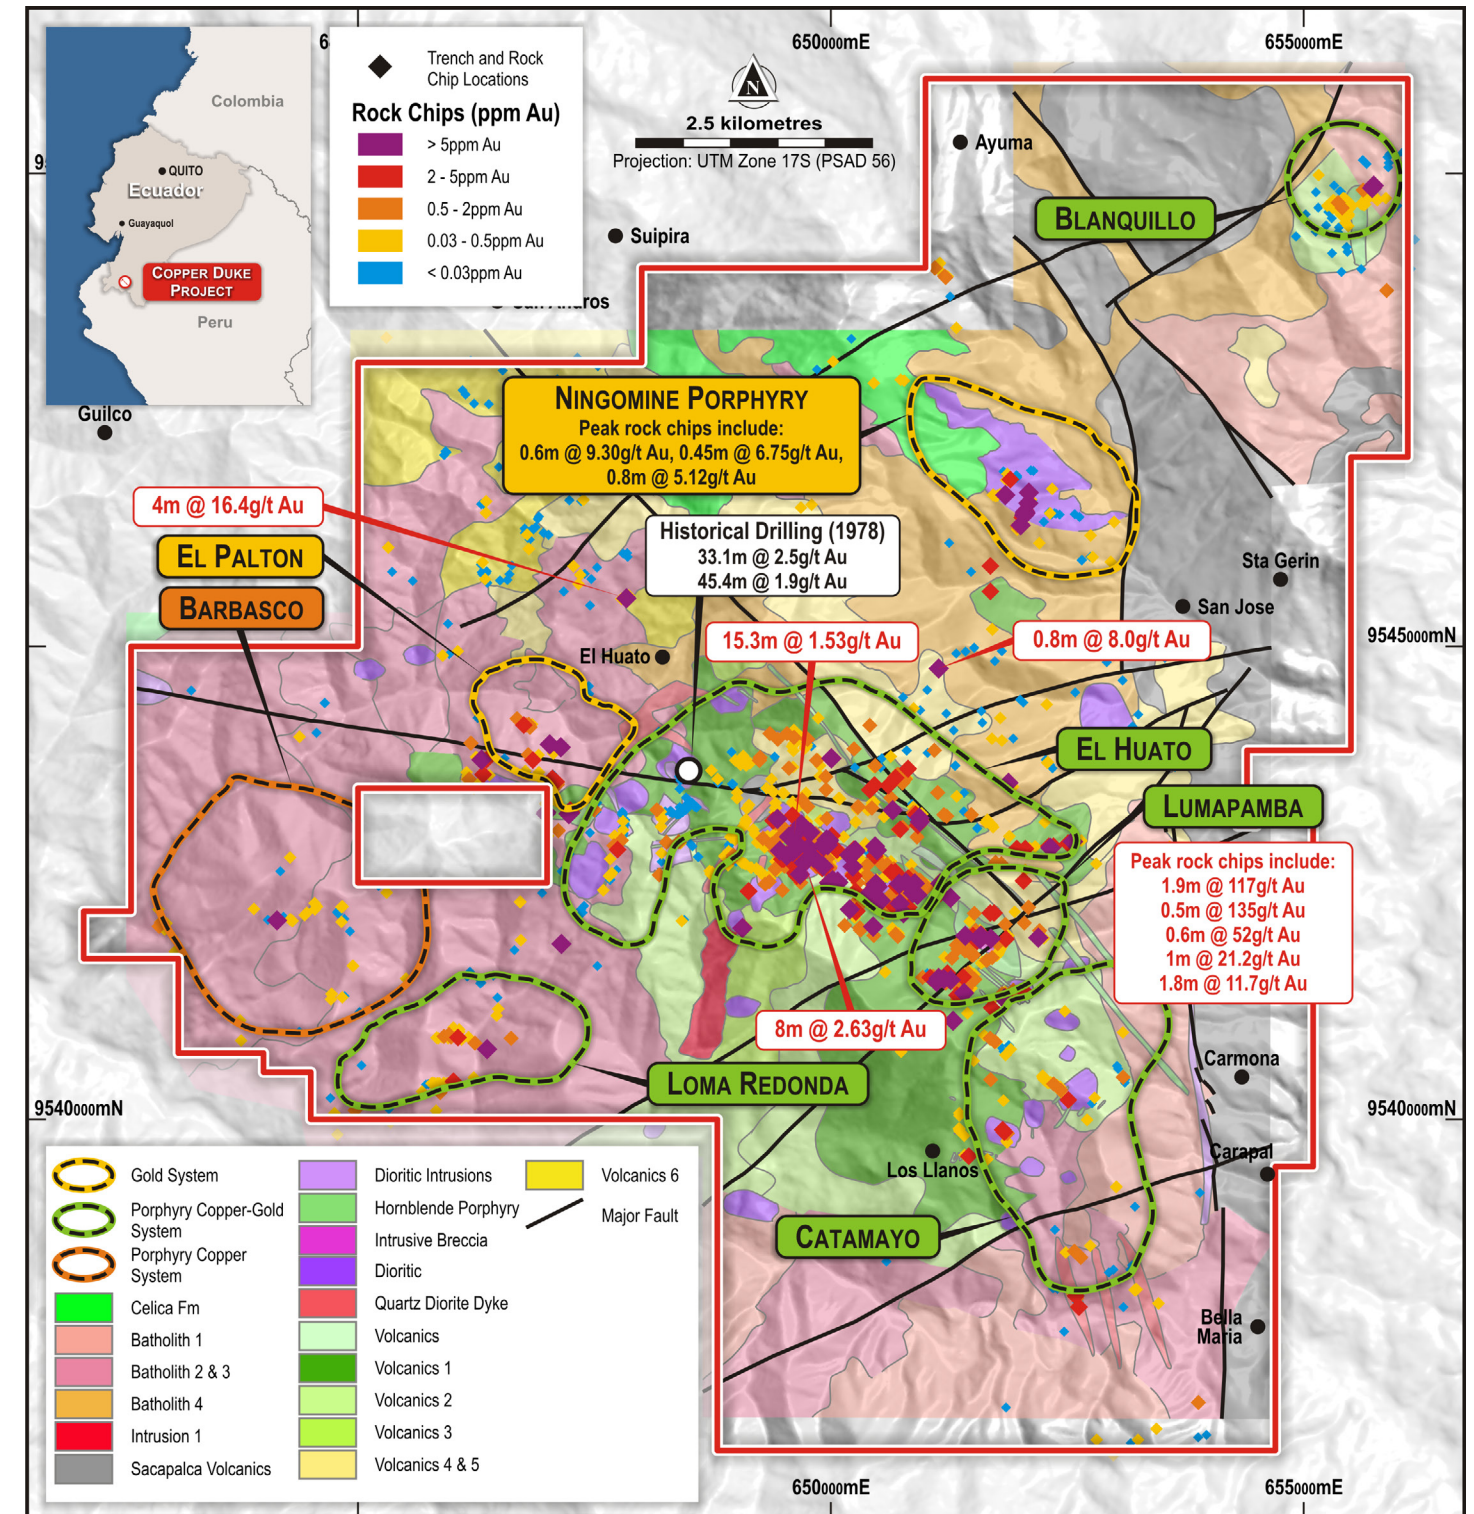 Colombia
QUITO
Ecuador
Guayaquol
COPPER DUKE
PROJECT
Peru
Trench and Rock
Chip Locations
Rock Chips (ppm Au)
> 5ppm Au
2 - 5ppm Au
0.5 - 2ppm Au
0.03 - 0.5ppm Au
< 0.03ppm Au
650000mE
655000mE
N
2.5 kilometres
Projection: UTM Zone 17S (PSAD 56)
Ayuma
Suipira
BLANQUILLO
Guilco
NINGOMINE PORPHYRY
Peak rock chips include:
0.6m @ 9.30g/t Au, 0.45m @ 6.75g/t Au,
0.8m @ 5.12g/t Au
4m @ 16.4g/t Au
EL PALTON
BARBASCO
Historical Drilling (1978)
33.1m @ 2.5g/t Au
45.4m @ 1.9g/t Au
Sta Gerin
San Jose
9545000mN
El Huato
15.3m @ 1.53g/t Au
0.8m @ 8.0g/t Au
EL HUATO
LUMAPAMBA
Peak rock chips include:
1.9m @ 117g/t Au
0.5m @ 135g/t Au
0.6m @ 52g/t Au
1m @ 21.2g/t Au
1.8m @ 11.7g/t Au
8m @ 2.63g/t Au
LOMA REDONDA
Carmona
9540000mN
9540000mN
Los Llanos
Carapal
CATAMAYO
Bella
Maria
Gold System
Porphyry Copper-Gold
System
Porphyry Copper
System
Celica Fm
Batholith 1
Batholith 2 & 3
Batholith 4
Intrusion 1
Sacapalca Volcanics
Dioritic Intrusions
Hornblende Porphyry
Intrusive Breccia
Dioritic
Quartz Diorite Dyke
Volcanics
Volcanics 1
Volcanics 2
Volcanics 3
Volcanics 4 & 5
Volcanics 6
Major Fault
650000mE
655000mE